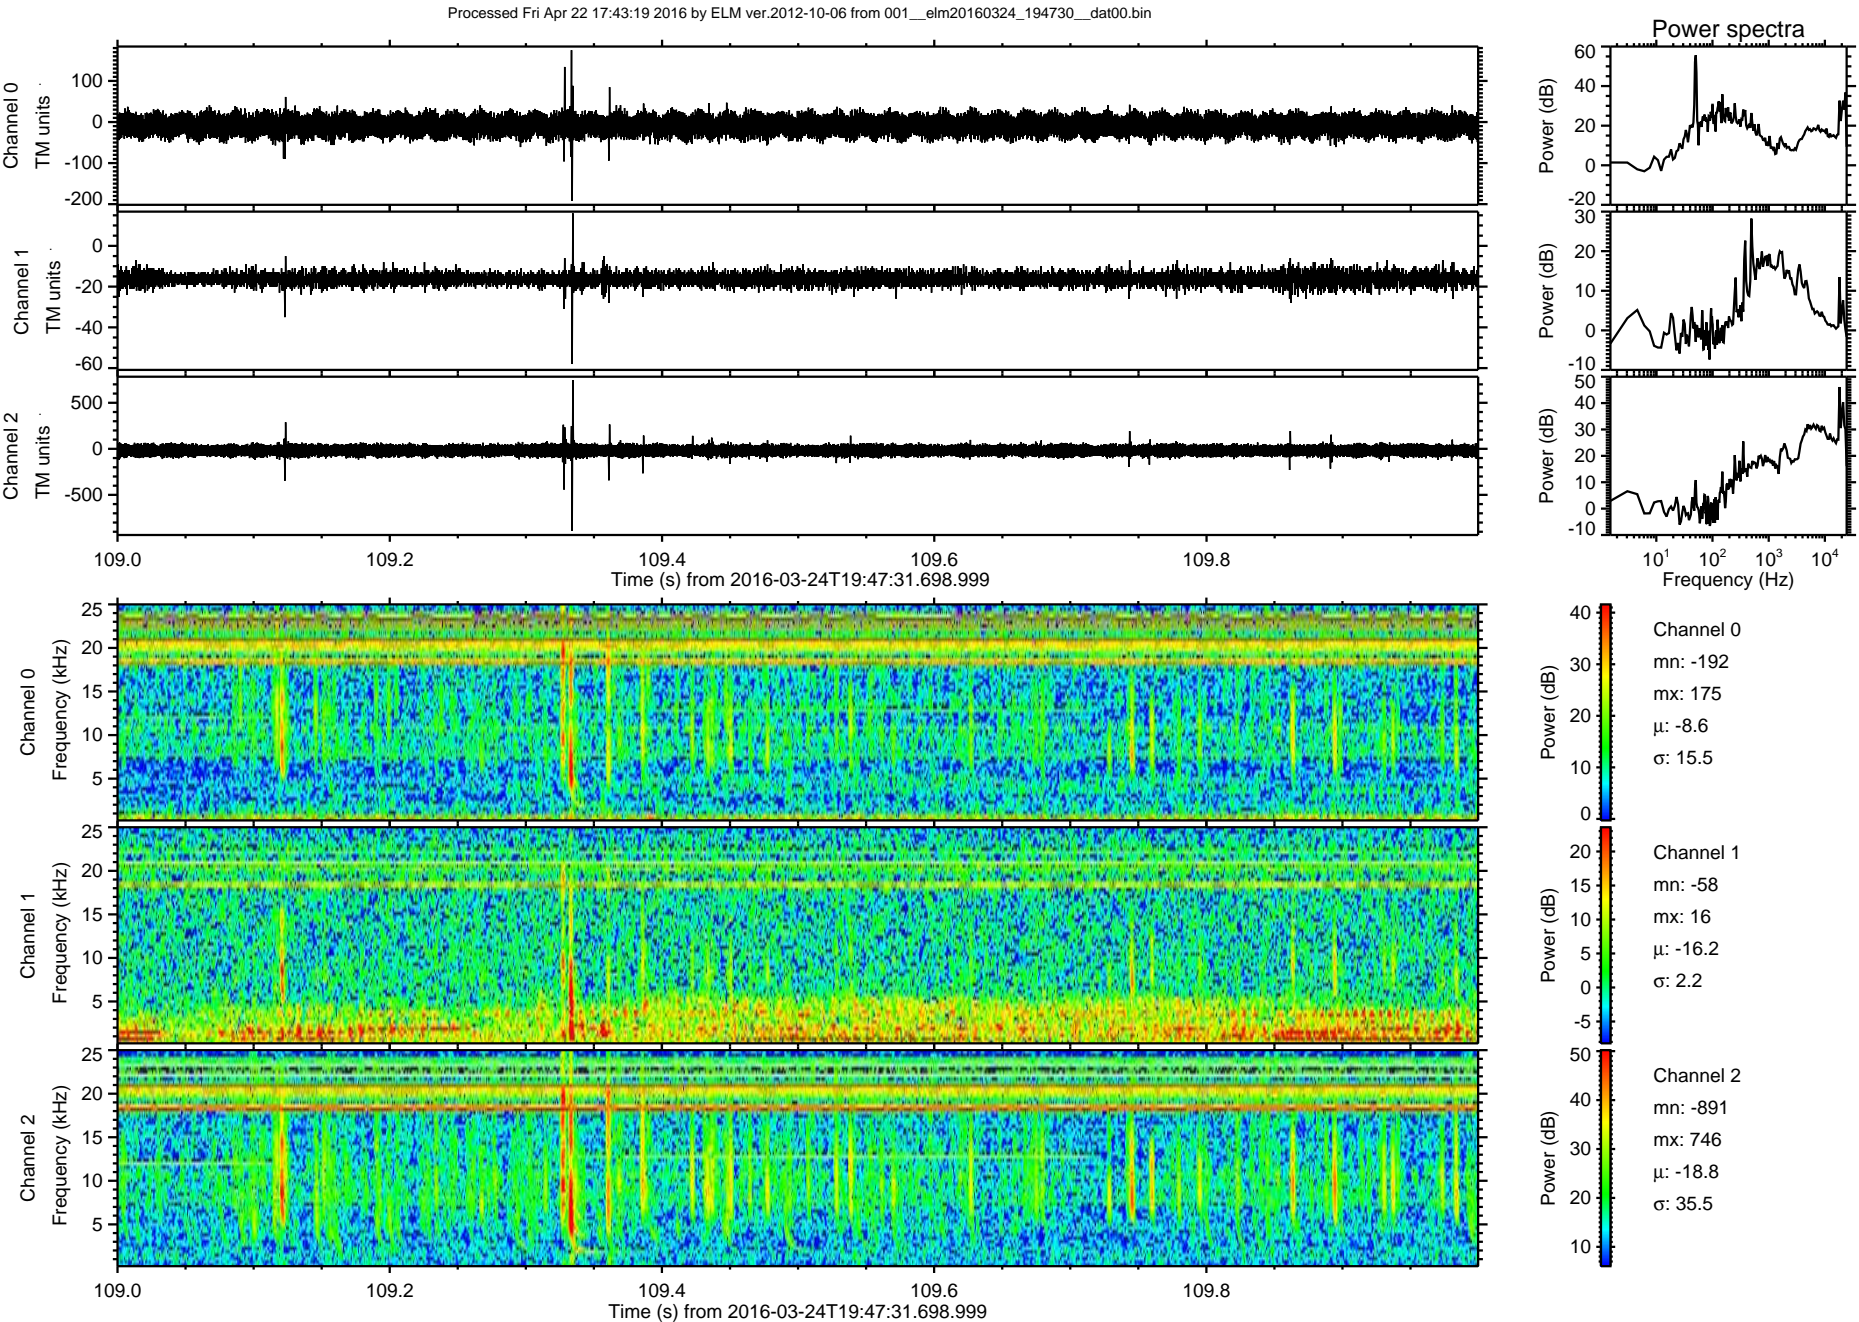 Processed Fri Apr 22 17:43:19 2016 by ELM ver.2012-10-06 from 001__elm20160324_194730__dat00.bin
Power spectra
Channel 0
TM units
100
0
-100
-200
Power (dB)
60
40
20
0
-20
Channel 1
TM units
0
-20
-40
-60
Power (dB)
30
20
10
0
-10
Channel 2
TM units
500
0
-500
Power (dB)
50
40
30
20
10
0
-10
109.0 109.2 109.4 109.6 109.8
Time (s) from 2016-03-24T19:47:31.698.999
10¹ 10² 10³ 10⁴
Frequency (Hz)
Channel 0
Frequency (kHz)
25
20
15
10
5
Power (dB)
40
30
20
10
0
Channel 0
mn: -192
mx: 175
μ: -8.6
σ: 15.5
Channel 1
Frequency (kHz)
25
20
15
10
5
Power (dB)
20
15
10
5
0
-5
Channel 1
mn: -58
mx: 16
μ: -16.2
σ: 2.2
Channel 2
Frequency (kHz)
25
20
15
10
5
Power (dB)
50
40
30
20
10
Channel 2
mn: -891
mx: 746
μ: -18.8
σ: 35.5
109.0 109.2 109.4 109.6 109.8
Time (s) from 2016-03-24T19:47:31.698.999